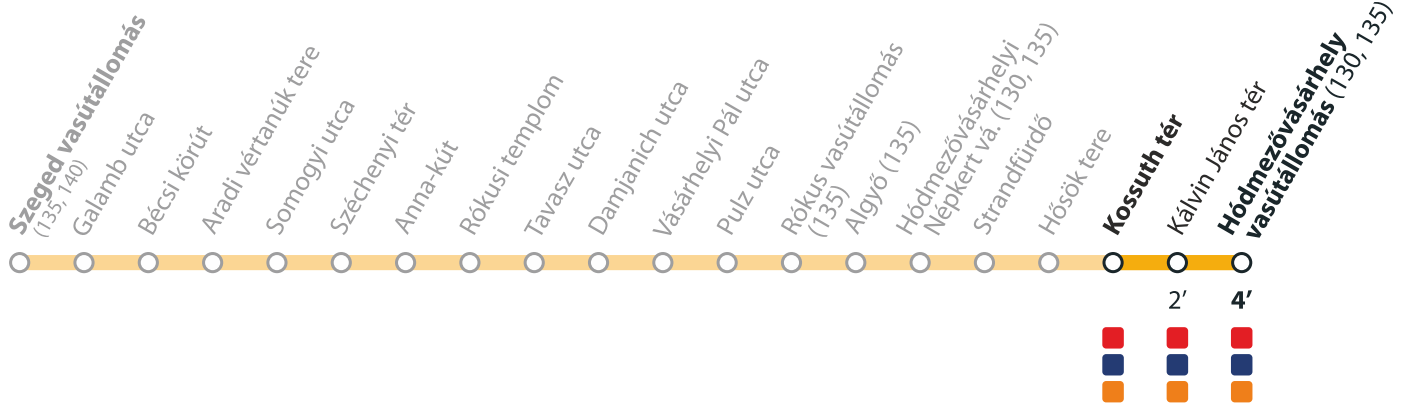 Szeged vasútállomás
(135, 140)
Galamb utca
Bécsi körút
Aradi vértanúk tere
Somogyi utca
Széchenyi tér
Anna-kút
Rókusi templom
Tavasz utca
Damjanich utca
Vásárhelyi Pál utca
Pulz utca
Rókus vasútállomás
(135)
Algyő (135)
Hódmezővásárhelyi
Népkert vá. (130, 135)
Strandfürdő
Hősök tere
Kossuth tér
Kálvin János tér
Hódmezővásárhely
vasútállomás (130, 135)
2’
4’